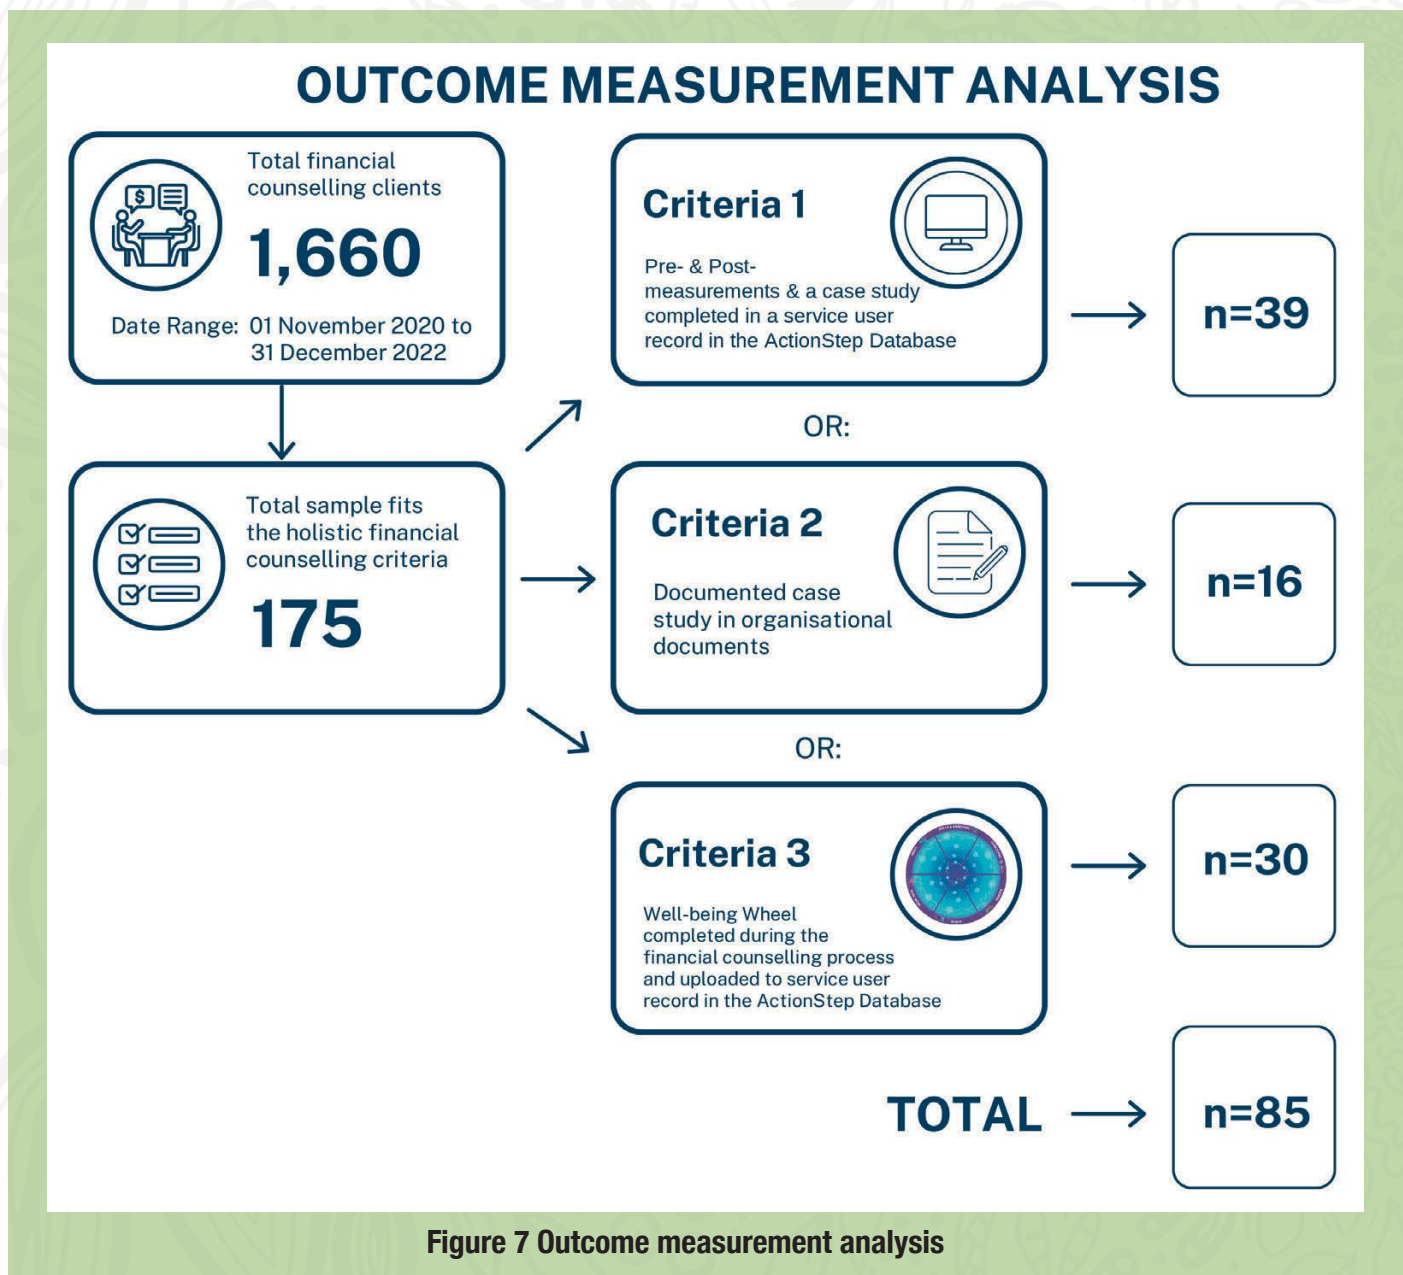 OUTCOME MEASUREMENT ANALYSIS
Total financial
counselling clients
1,660
Date Range: 01 November 2020 to
31 December 2022
Total sample fits
the holistic financial
counselling criteria
175
Criteria 1
Pre- & Post-
measurements & a case study
completed in a service user
record in the ActionStep Database
n=39
OR:
Criteria 2
Documented case
study in organisational
documents
n=16
OR:
Criteria 3
Well-being Wheel
completed during the
financial counselling process
and uploaded to service user
record in the ActionStep Database
n=30
TOTAL
n=85
Figure 7 Outcome measurement analysis